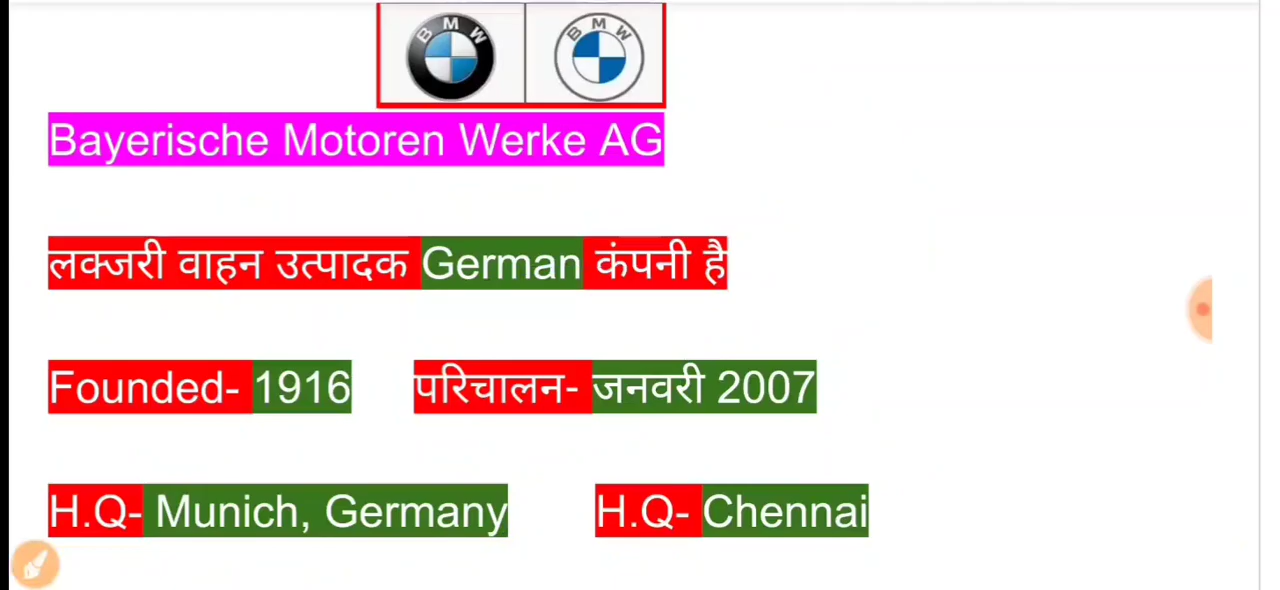 BMW BMW
Bayerische Motoren Werke AG
लक्जरी वाहन उत्पादक German कंपनी है
Founded- 1916 परिचालन- जनवरी 2007
H.Q- Munich, Germany H.Q- Chennai